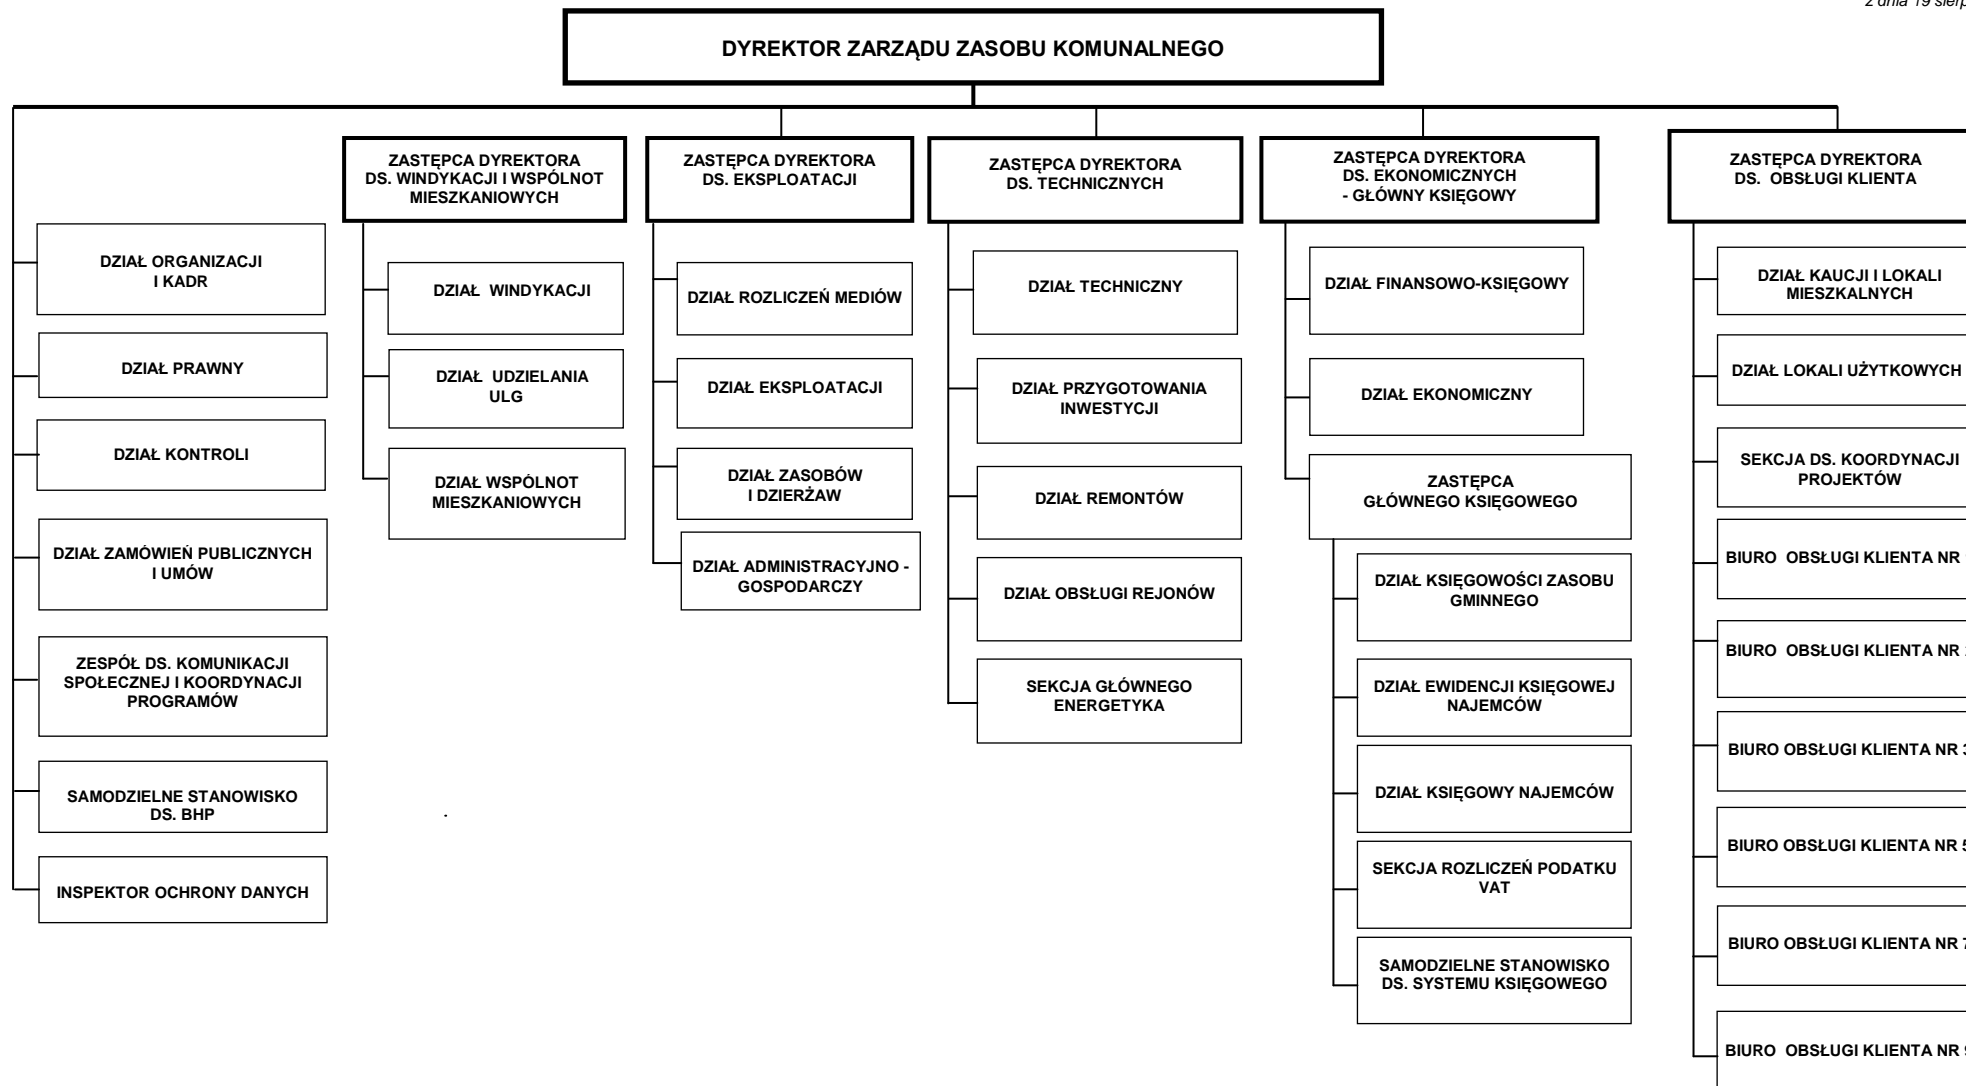 z dnia 19 sierp
DYREKTOR ZARZĄDU ZASOBU KOMUNALNEGO
ZASTĘPCA DYREKTORA
DS. WINDYKACJI I WSPÓLNOT
MIESZKANIOWYCH
ZASTĘPCA DYREKTORA
DS. EKSPLOATACJI
ZASTĘPCA DYREKTORA
DS. TECHNICZNYCH
ZASTĘPCA DYREKTORA
DS. EKONOMICZNYCH
- GŁÓWNY KSIĘGOWY
ZASTĘPCA DYREKTORA
DS. OBSŁUGI KLIENTA
DZIAŁ ORGANIZACJI
I KADR
DZIAŁ PRAWNY
DZIAŁ KONTROLI
DZIAŁ ZAMÓWIEŃ PUBLICZNYCH
I UMÓW
ZESPÓŁ DS. KOMUNIKACJI
SPOŁECZNEJ I KOORDYNACJI
PROGRAMÓW
SAMODZIELNE STANOWISKO
DS. BHP
INSPEKTOR OCHRONY DANYCH
DZIAŁ WINDYKACJI
DZIAŁ UDZIELANIA
ULG
DZIAŁ WSPÓLNOT
MIESZKANIOWYCH
DZIAŁ ROZLICZEŃ MEDIÓW
DZIAŁ EKSPLOATACJI
DZIAŁ ZASOBÓW
I DZIERŻAW
DZIAŁ ADMINISTRACYJNO -
GOSPODARCZY
DZIAŁ TECHNICZNY
DZIAŁ PRZYGOTOWANIA
INWESTYCJI
DZIAŁ REMONTÓW
DZIAŁ OBSŁUGI REJONÓW
SEKCJA GŁÓWNEGO
ENERGETYKA
DZIAŁ FINANSOWO-KSIĘGOWY
DZIAŁ EKONOMICZNY
ZASTĘPCA
GŁÓWNEGO KSIĘGOWEGO
DZIAŁ KSIĘGOWOŚCI ZASOBU
GMINNEGO
DZIAŁ EWIDENCJI KSIĘGOWEJ
NAJEMCÓW
DZIAŁ KSIĘGOWY NAJEMCÓW
SEKCJA ROZLICZEŃ PODATKU
VAT
SAMODZIELNE STANOWISKO
DS. SYSTEMU KSIĘGOWEGO
DZIAŁ KAUCJI I LOKALI
MIESZKALNYCH
DZIAŁ LOKALI UŻYTKOWYCH
SEKCJA DS. KOORDYNACJI
PROJEKTÓW
BIURO OBSŁUGI KLIENTA NR
BIURO OBSŁUGI KLIENTA NR
BIURO OBSŁUGI KLIENTA NR 3
BIURO OBSŁUGI KLIENTA NR 5
BIURO OBSŁUGI KLIENTA NR 7
BIURO OBSŁUGI KLIENTA NR 9